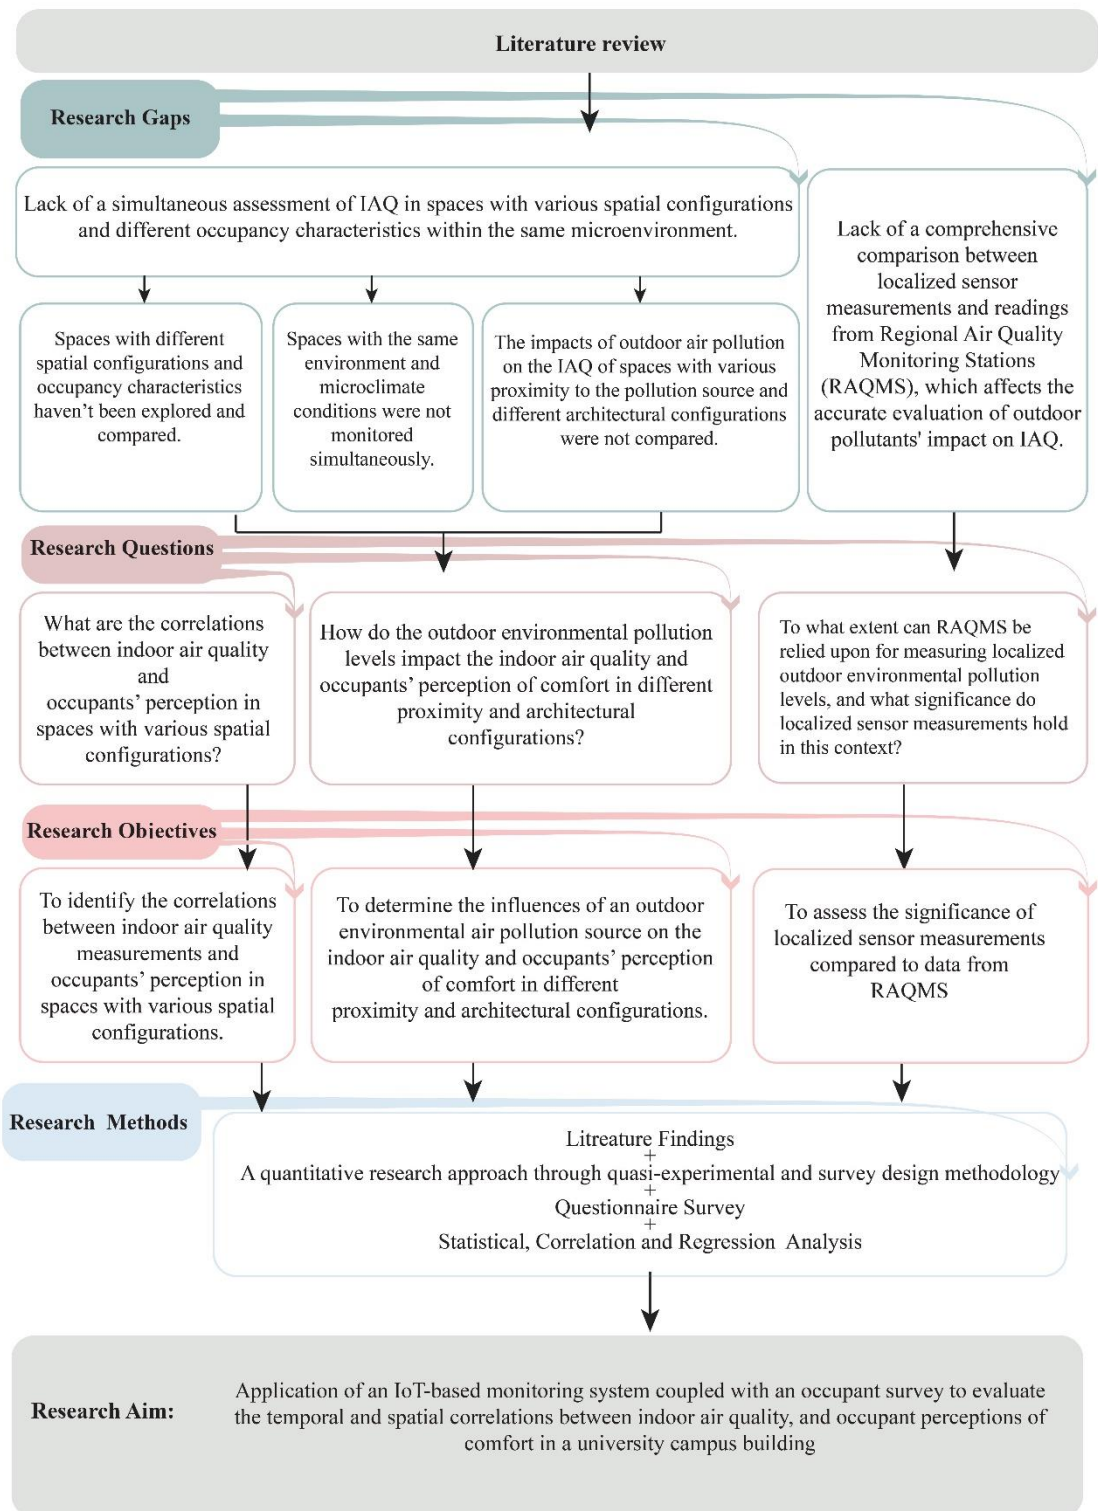 Literature review
Research Gaps
Lack of a simultaneous assessment of IAQ in spaces with various spatial configurations
and different occupancy characteristics within the same microenvironment.
Lack of a comprehensive
comparison between
localized sensor
measurements and readings
from Regional Air Quality
Monitoring Stations
(RAQMS), which affects the
accurate evaluation of outdoor
pollutants' impact on IAQ.
Spaces with different
spatial configurations and
occupancy characteristics
haven't been explored and
compared.
Spaces with the same
environment and
microclimate
conditions were not
monitored
simultaneously.
The impacts of outdoor air pollution
on the IAQ of spaces with various
proximity to the pollution source and
different architectural configurations
were not compared.
Research Questions
What are the correlations
between indoor air quality
and
occupants' perception in
spaces with various spatial
configurations?
How do the outdoor environmental pollution
levels impact the indoor air quality and
occupants' perception of comfort in different
proximity and architectural
configurations?
To what extent can RAQMS be
relied upon for measuring localized
outdoor environmental pollution
levels, and what significance do
localized sensor measurements hold
in this context?
Research Objectives
To identify the correlations
between indoor air quality
measurements and
occupants' perception in
spaces with various spatial
configurations.
To determine the influences of an outdoor
environmental air pollution source on the
indoor air quality and occupants' perception
of comfort in different
proximity and architectural configurations.
To assess the significance of
localized sensor measurements
compared to data from
RAQMS
Research Methods
Litreature Findings
+
A quantitative research approach through quasi-experimental and survey design methodology
+
Questionnaire Survey
+
Statistical, Correlation and Regression Analysis
Research Aim:
Application of an IoT-based monitoring system coupled with an occupant survey to evaluate
the temporal and spatial correlations between indoor air quality, and occupant perceptions of
comfort in a university campus building